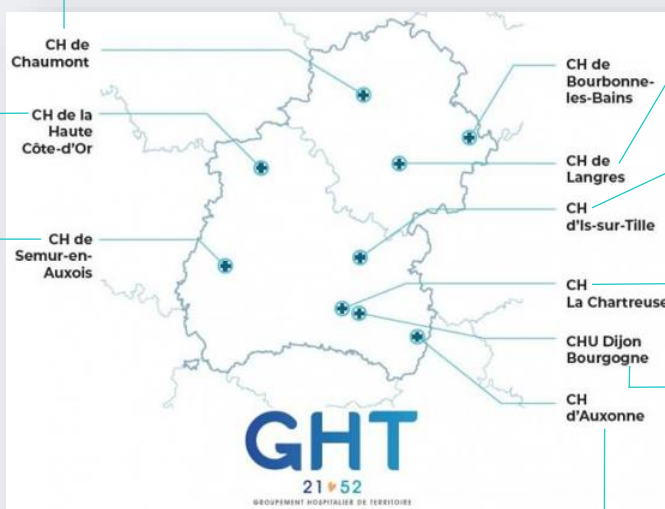 CH de
Chaumont
CH de la
Haute
Côte-d'Or
CH de
Semur-en-
Auxois
CH de
Bourbonne-
les-Bains
CH de
Langres
CH
d'Is-sur-Tille
CH
La Chartreuse
CHU Dijon
Bourgogne
CH
d'Auxonne
GHT
21 52
GROUPEMENT HOSPITALIER DE TERRITOIRE